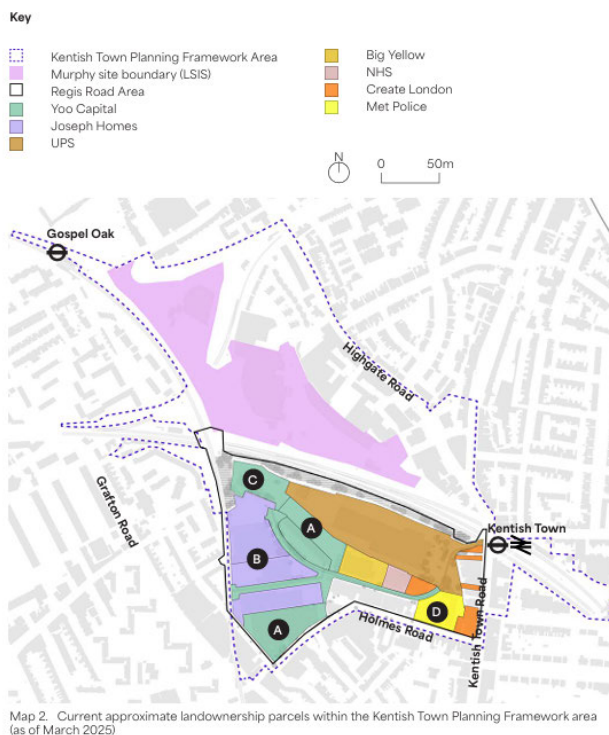 Key
Kentish Town Planning Framework Area
Murphy site boundary (LSIS)
Regis Road Area
Yoo Capital
Joseph Homes
UPS
Big Yellow
NHS
Create London
Met Police
N
0 50m
Gospel Oak
Highgate Road
Grafton Road
C
A
Kentish Town
B
D
A
Holmes Road
Kentish Town Road
Map 2. Current approximate landownership parcels within the Kentish Town Planning Framework area
(as of March 2025)